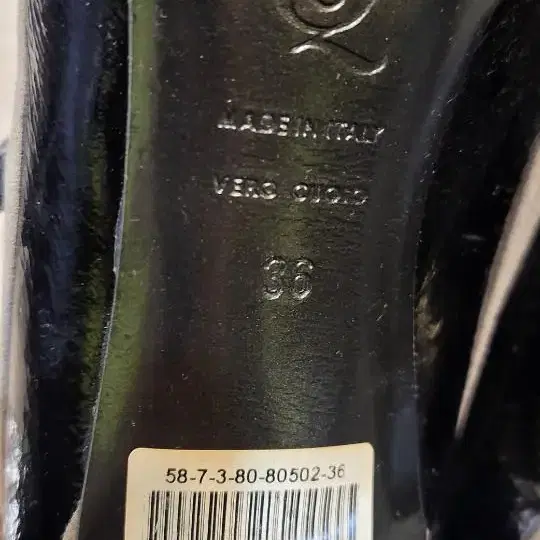 MADE IN ITALY
VERO CUOIO
36
58-7-3-80-80502-36